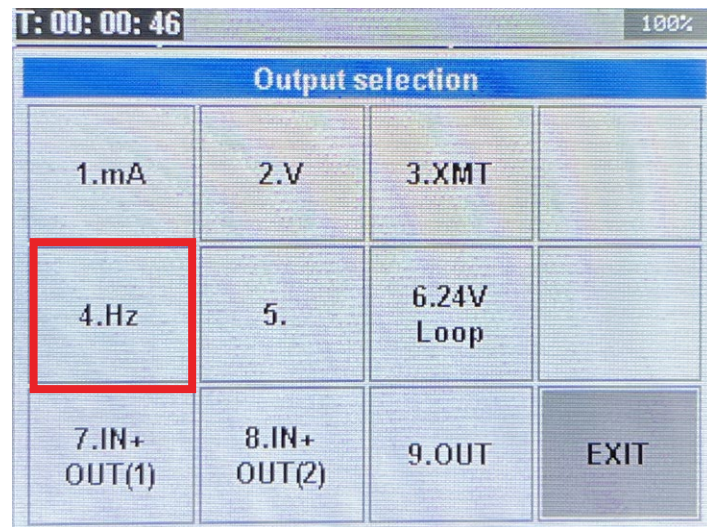 T: 00: 00: 46 100%
Output selection
1.mA 2.V 3.XMT
4.Hz 5. 6.24V
Loop
7.IN+ 8.IN+ 9.OUT EXIT
OUT(1) OUT(2)